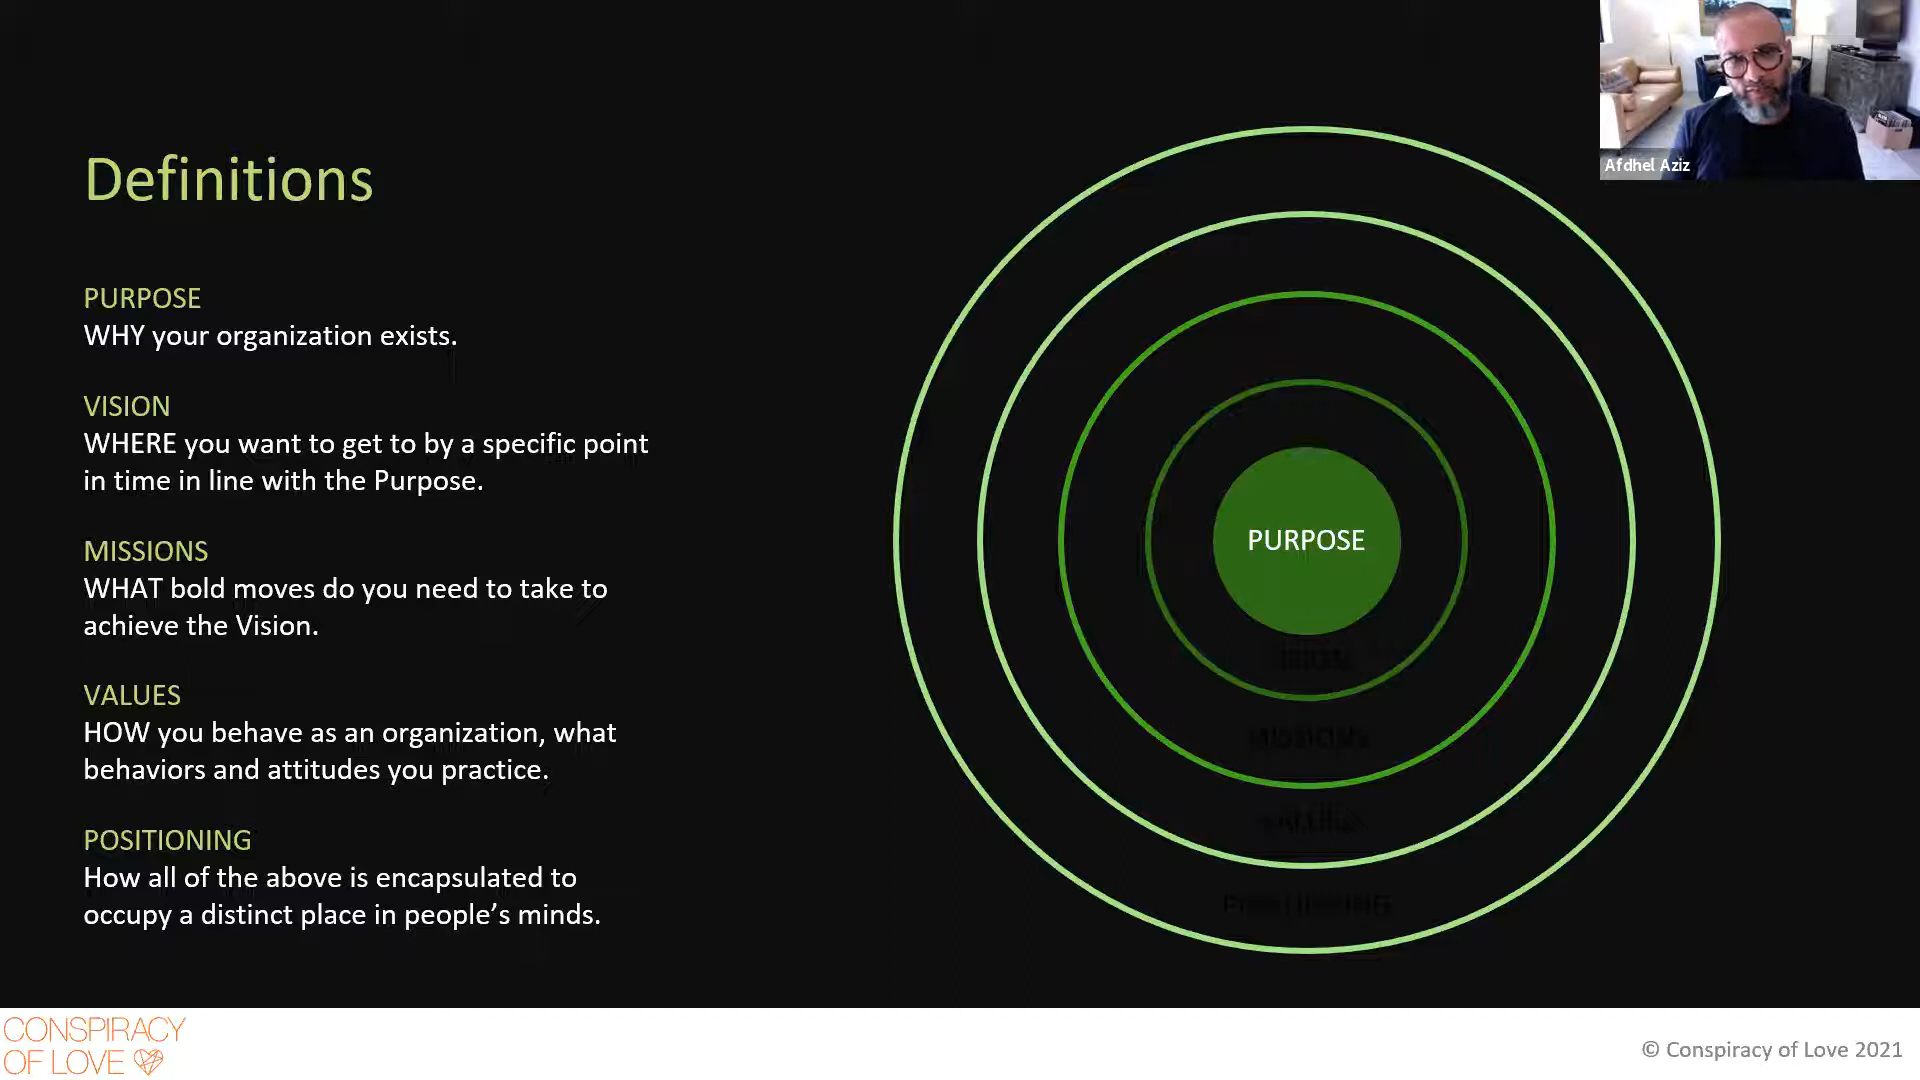 Definitions
PURPOSE
WHY your organization exists.
VISION
WHERE you want to get to by a specific point
in time in line with the Purpose.
MISSIONS
WHAT bold moves do you need to take to
achieve the Vision.
VALUES
HOW you behave as an organization, what
behaviors and attitudes you practice.
POSITIONING
How all of the above is encapsulated to
occupy a distinct place in people’s minds.
PURPOSE
MISSIONS
VALUES
POSITIONING
Afdhel Aziz
CONSPIRACY
OF LOVE
© Conspiracy of Love 2021